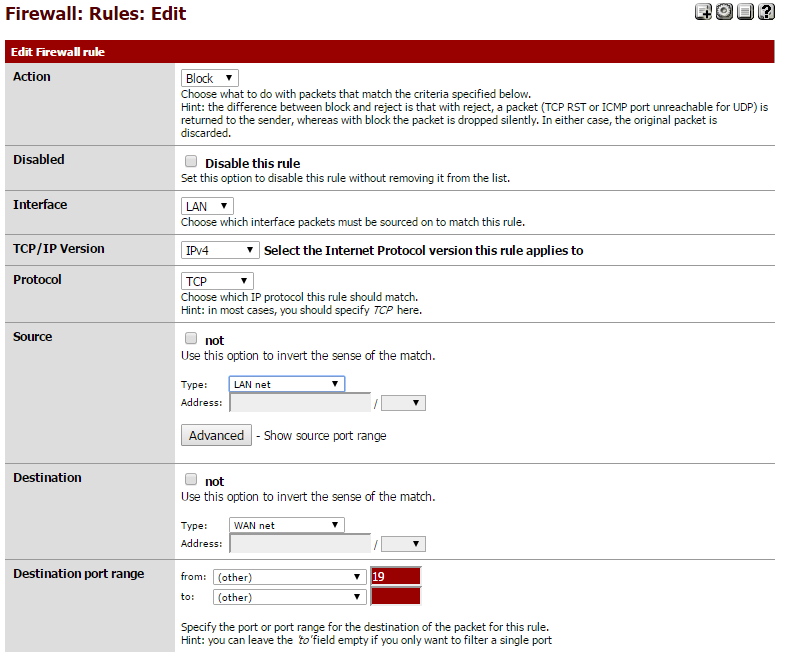 Firewall: Rules: Edit
Edit Firewall rule
Action
Block
Choose what to do with packets that match the criteria specified below.
Hint: the difference between block and reject is that with reject, a packet (TCP RST or ICMP port unreachable for UDP) is
returned to the sender, whereas with block the packet is dropped silently. In either case, the original packet is
discarded.
Disabled
Disable this rule
Set this option to disable this rule without removing it from the list.
Interface
LAN
Choose which interface packets must be sourced on to match this rule.
TCP/IP Version
IPv4 Select the Internet Protocol version this rule applies to
Protocol
TCP
Choose which IP protocol this rule should match.
Hint: in most cases, you should specify TCP here.
Source
not
Use this option to invert the sense of the match.
Type: LAN net
Address: /
Advanced - Show source port range
Destination
not
Use this option to invert the sense of the match.
Type: WAN net
Address: /
Destination port range
from: (other) 19
to: (other)
Specify the port or port range for the destination of the packet for this rule.
Hint: you can leave the 'to' field empty if you only want to filter a single port